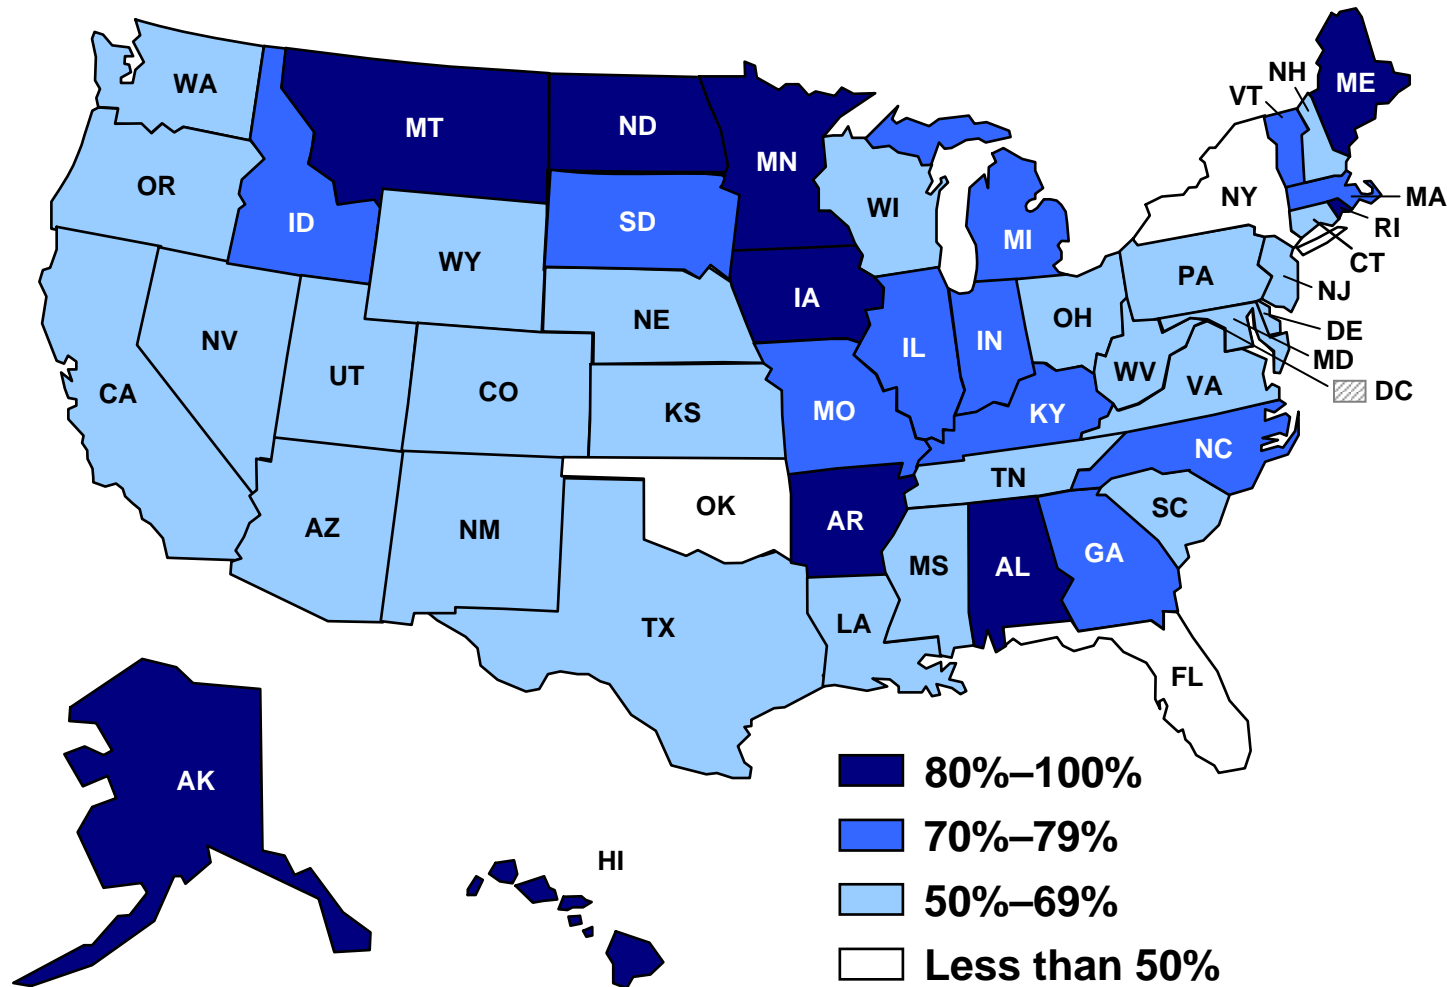 NH
ME
WA
VT
MT
ND
MN
OR
WI
NY
MA
ID
SD
MI
RI
WY
CT
PA
IA
NJ
NE
OH
DE
NV
IL
IN
MD
UT
WV
VA
CA
CO
DC
KS
MO
KY
NC
TN
OK
SC
AZ
NM
AR
GA
MS
AL
TX
LA
FL
AK
HI
80%–100%
70%–79%
50%–69%
Less than 50%